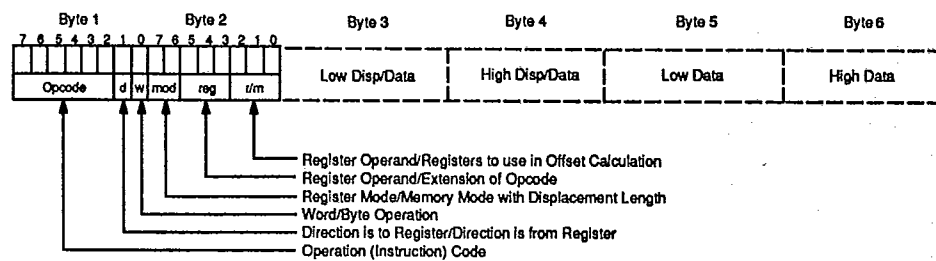 Byte 1 Byte 2 Byte 3 Byte 4 Byte 5 Byte 6
7 6 5 4 3 2 1 0 7 6 5 4 3 2 1 0
Opcode d w mod reg r/m Low Disp/Data High Disp/Data Low Data High Data
Register Operand/Registers to use in Offset Calculation
Register Operand/Extension of Opcode
Register Mode/Memory Mode with Displacement Length
Word/Byte Operation
Direction is to Register/Direction is from Register
Operation (Instruction) Code